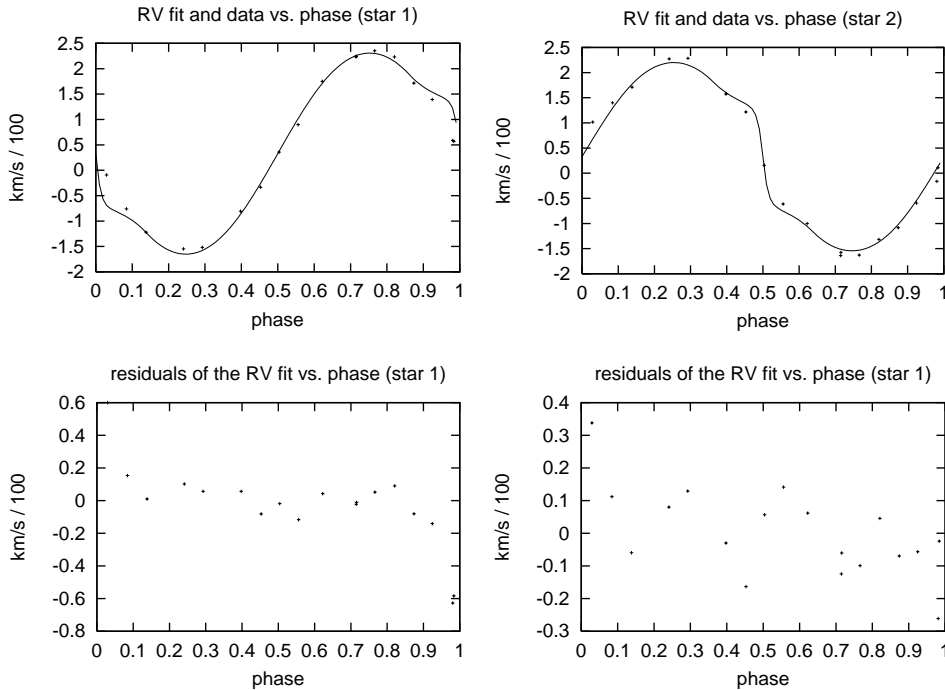 RV fit and data vs. phase (star 1)
km/s / 100
2.5
2
1.5
1
0.5
0
-0.5
-1
-1.5
-2
0 0.1 0.2 0.3 0.4 0.5 0.6 0.7 0.8 0.9 1
phase
RV fit and data vs. phase (star 2)
km/s / 100
2.5
2
1.5
1
0.5
0
-0.5
-1
-1.5
-2
0 0.1 0.2 0.3 0.4 0.5 0.6 0.7 0.8 0.9 1
phase
residuals of the RV fit vs. phase (star 1)
km/s / 100
0.6
0.4
0.2
0
-0.2
-0.4
-0.6
-0.8
0 0.1 0.2 0.3 0.4 0.5 0.6 0.7 0.8 0.9 1
phase
residuals of the RV fit vs. phase (star 1)
km/s / 100
0.4
0.3
0.2
0.1
0
-0.1
-0.2
-0.3
0 0.1 0.2 0.3 0.4 0.5 0.6 0.7 0.8 0.9 1
phase